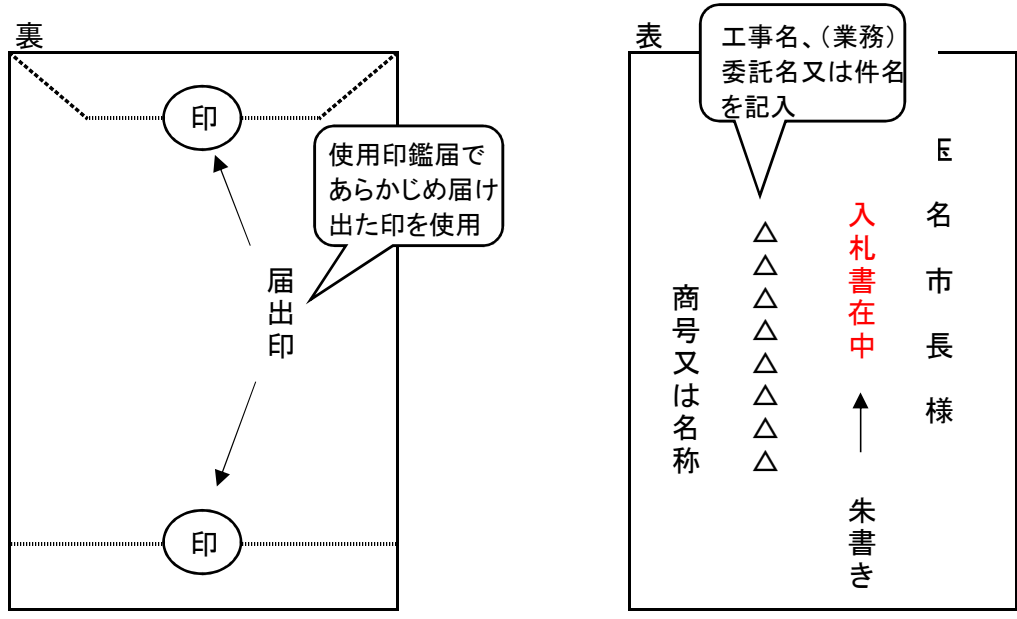 裏
印
使用印鑑届で
あらかじめ届け
出た印を使用
届出印
印
表
工事名、（業務）
委託名又は件名
を記入
玉名市長様
入札書在中
朱書き
△△△△△△△△
商号又は名称